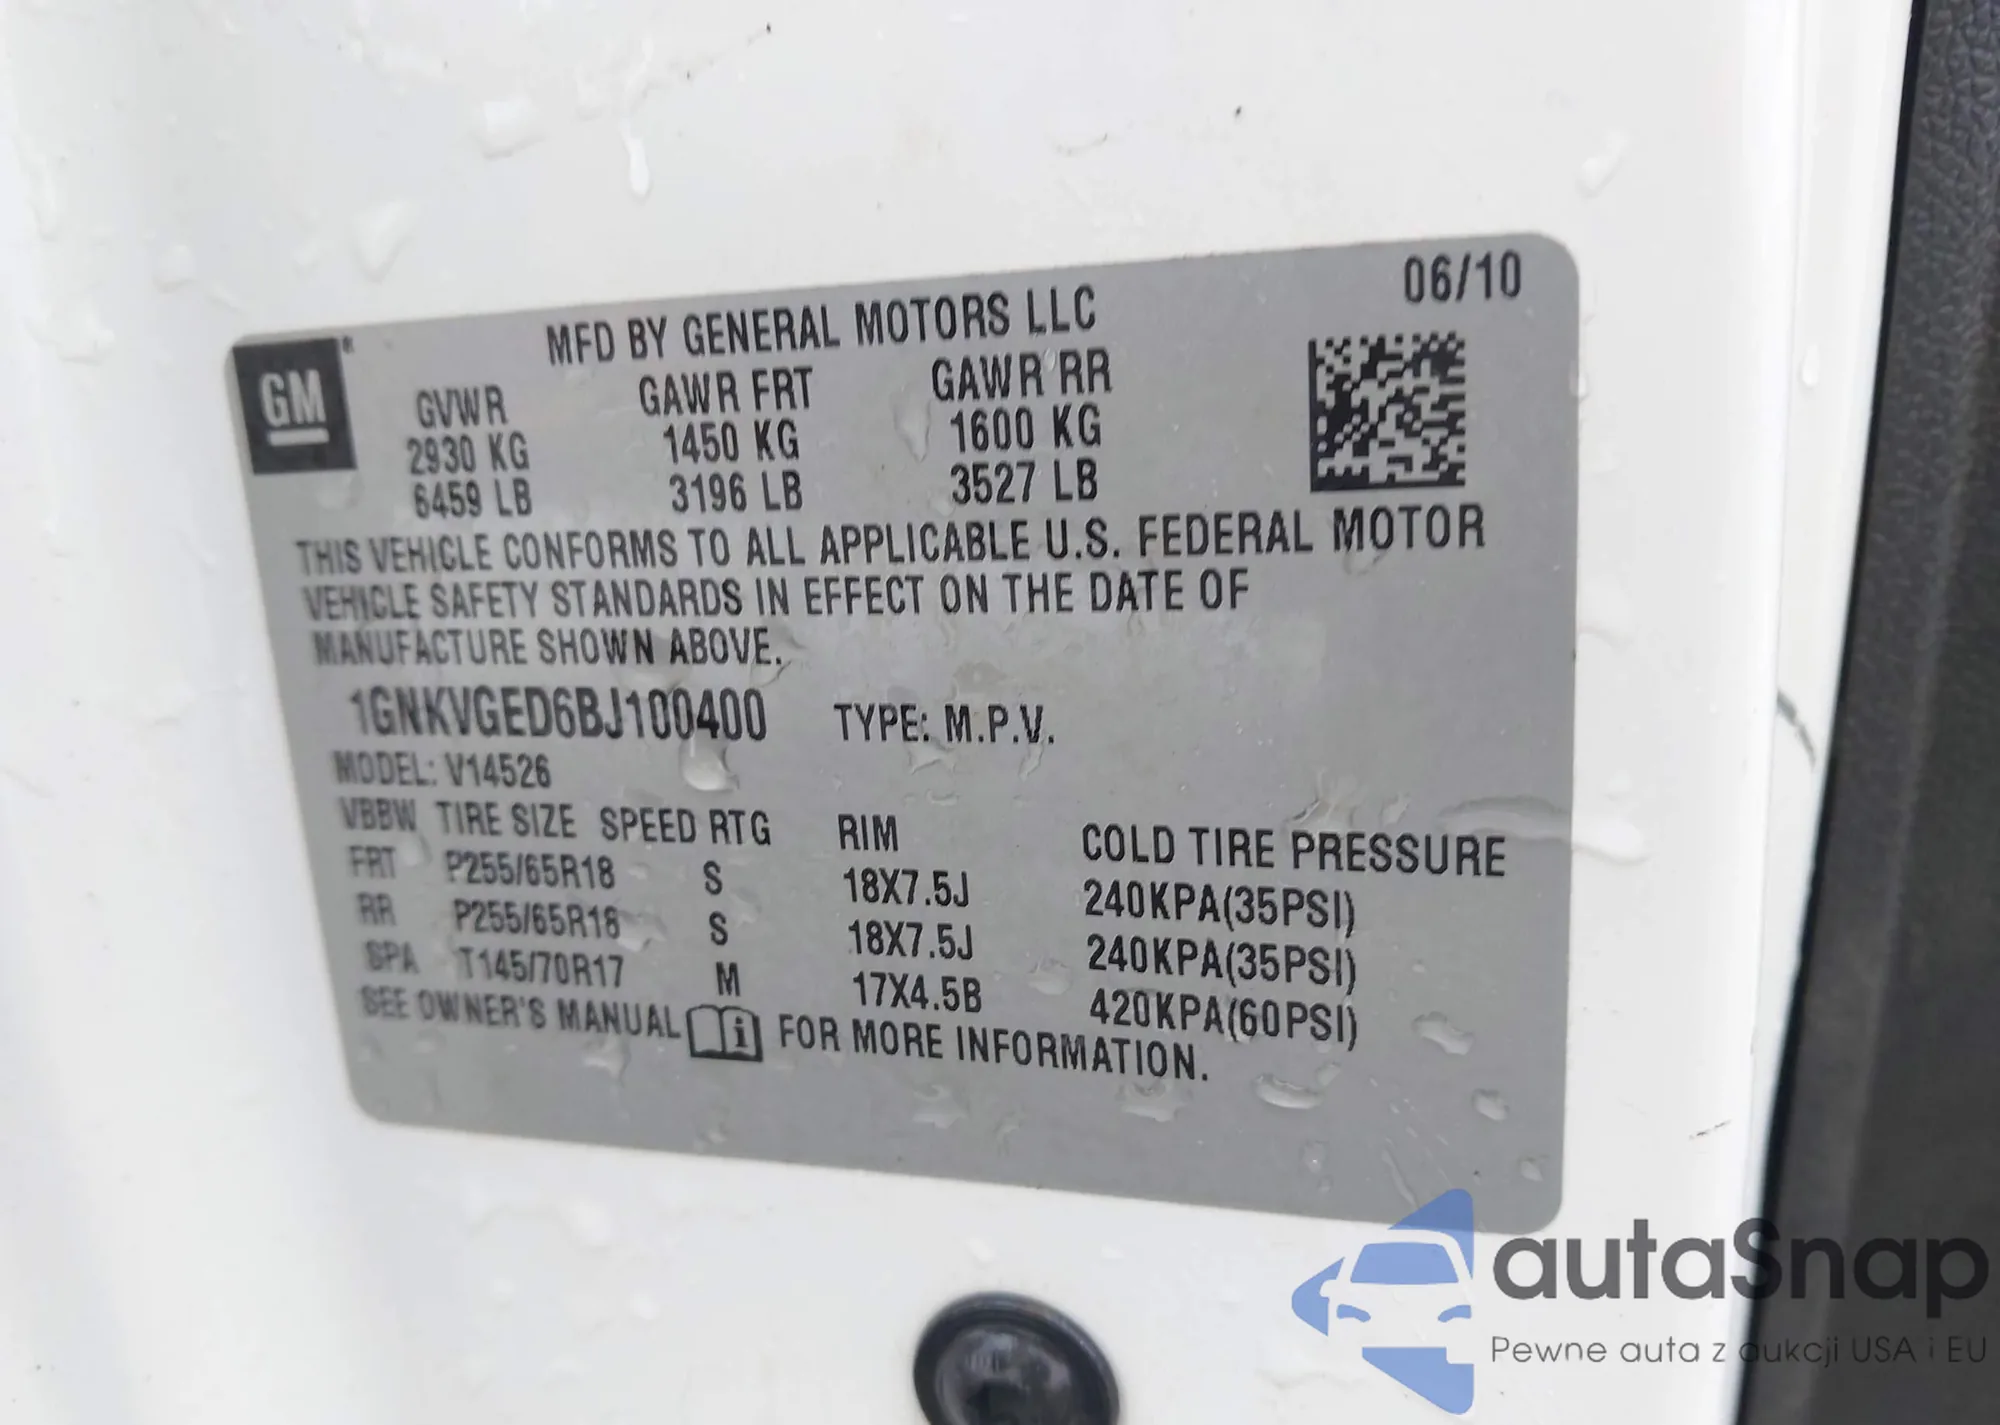 06/10
MFD BY GENERAL MOTORS LLC
GM
GVWR GAWR FRT GAWR RR
2930 KG 1450 KG 1600 KG
6459 LB 3196 LB 3527 LB
THIS VEHICLE CONFORMS TO ALL APPLICABLE U.S. FEDERAL MOTOR
VEHICLE SAFETY STANDARDS IN EFFECT ON THE DATE OF
MANUFACTURE SHOWN ABOVE.
1GNKVGED6BJ100400 TYPE: M.P.V.
MODEL: V14526
VBBW TIRE SIZE SPEED RTG RIM COLD TIRE PRESSURE
FRT P255/65R18 S 18X7.5J 240KPA(35PSI)
RR P255/65R18 S 18X7.5J 240KPA(35PSI)
SPA T145/70R17 M 17X4.5B 420KPA(60PSI)
SEE OWNER'S MANUAL i FOR MORE INFORMATION.
autaSnap
Pewne auta z aukcji USA i EU